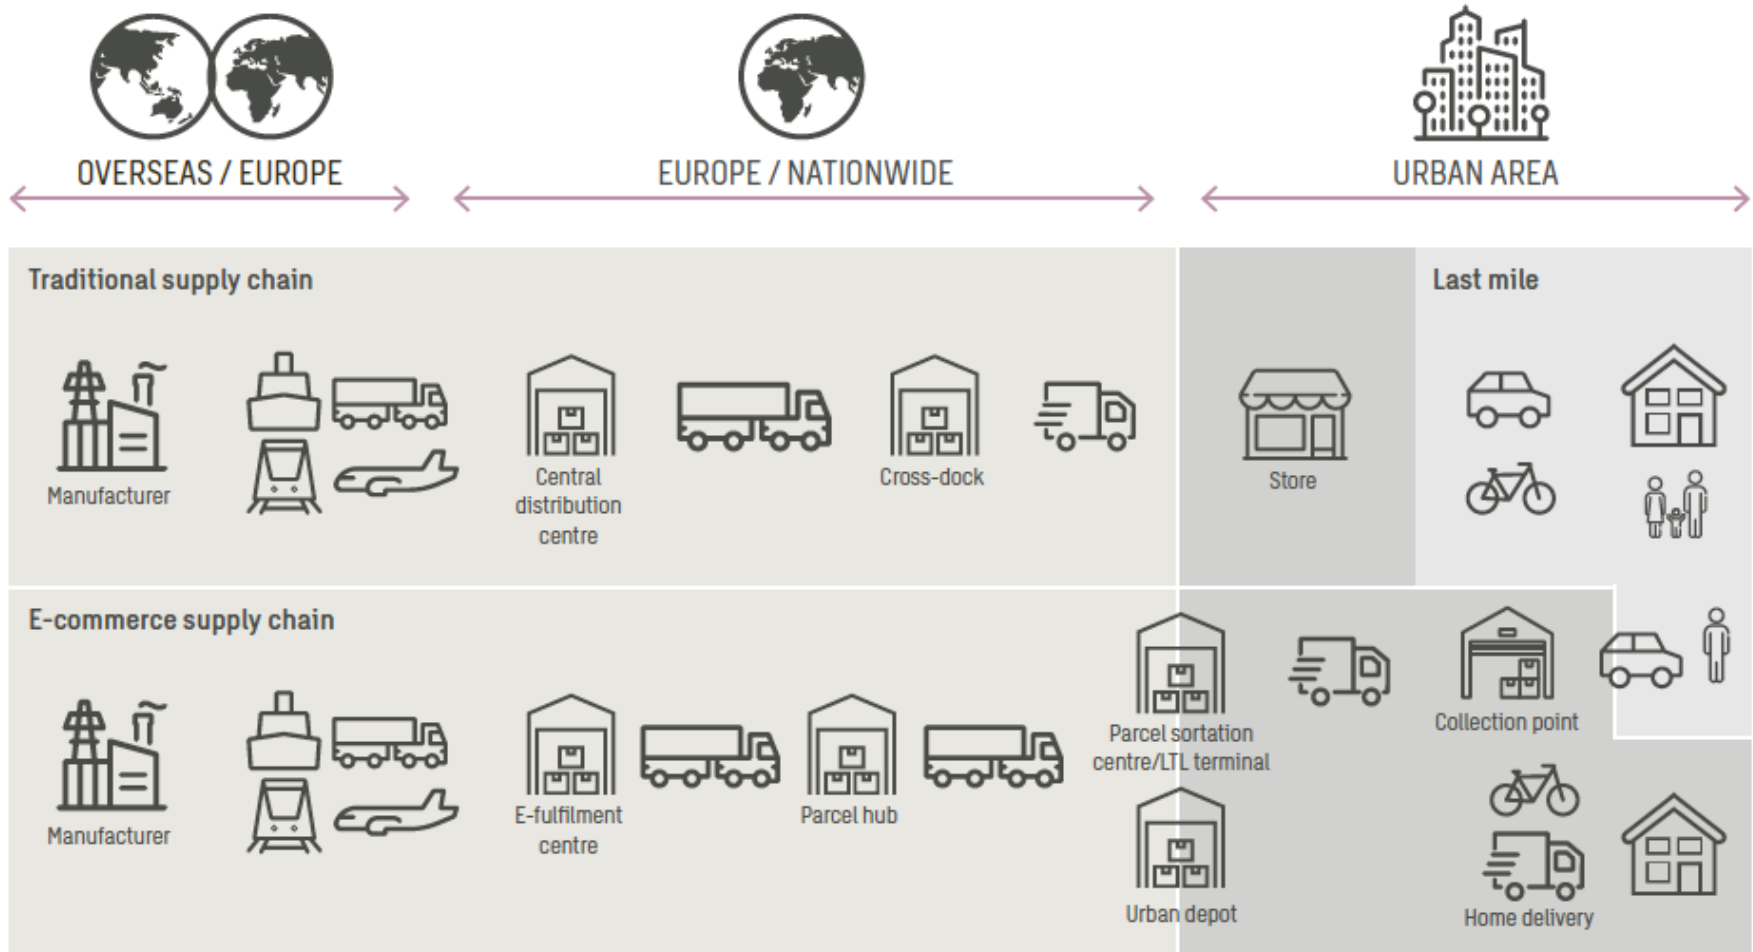 OVERSEAS / EUROPE
EUROPE / NATIONWIDE
URBAN AREA
Traditional supply chain
Last mile
Manufacturer
Central
distribution
centre
Cross-dock
Store
E-commerce supply chain
Manufacturer
E-fulfilment
centre
Parcel hub
Parcel sortation
centre/LTL terminal
Urban depot
Collection point
Home delivery